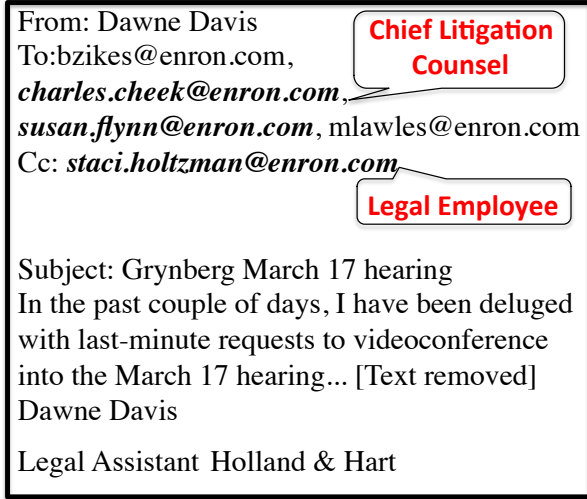 From: Dawne Davis
To:bzikes@enron.com,
charles.cheek@enron.com,
susan.flynn@enron.com, mlawles@enron.com
Cc: staci.holtzman@enron.com
Chief Litigation
Counsel
Legal Employee
Subject: Grynberg March 17 hearing
In the past couple of days, I have been deluged
with last-minute requests to videoconference
into the March 17 hearing... [Text removed]
Dawne Davis
Legal Assistant Holland & Hart